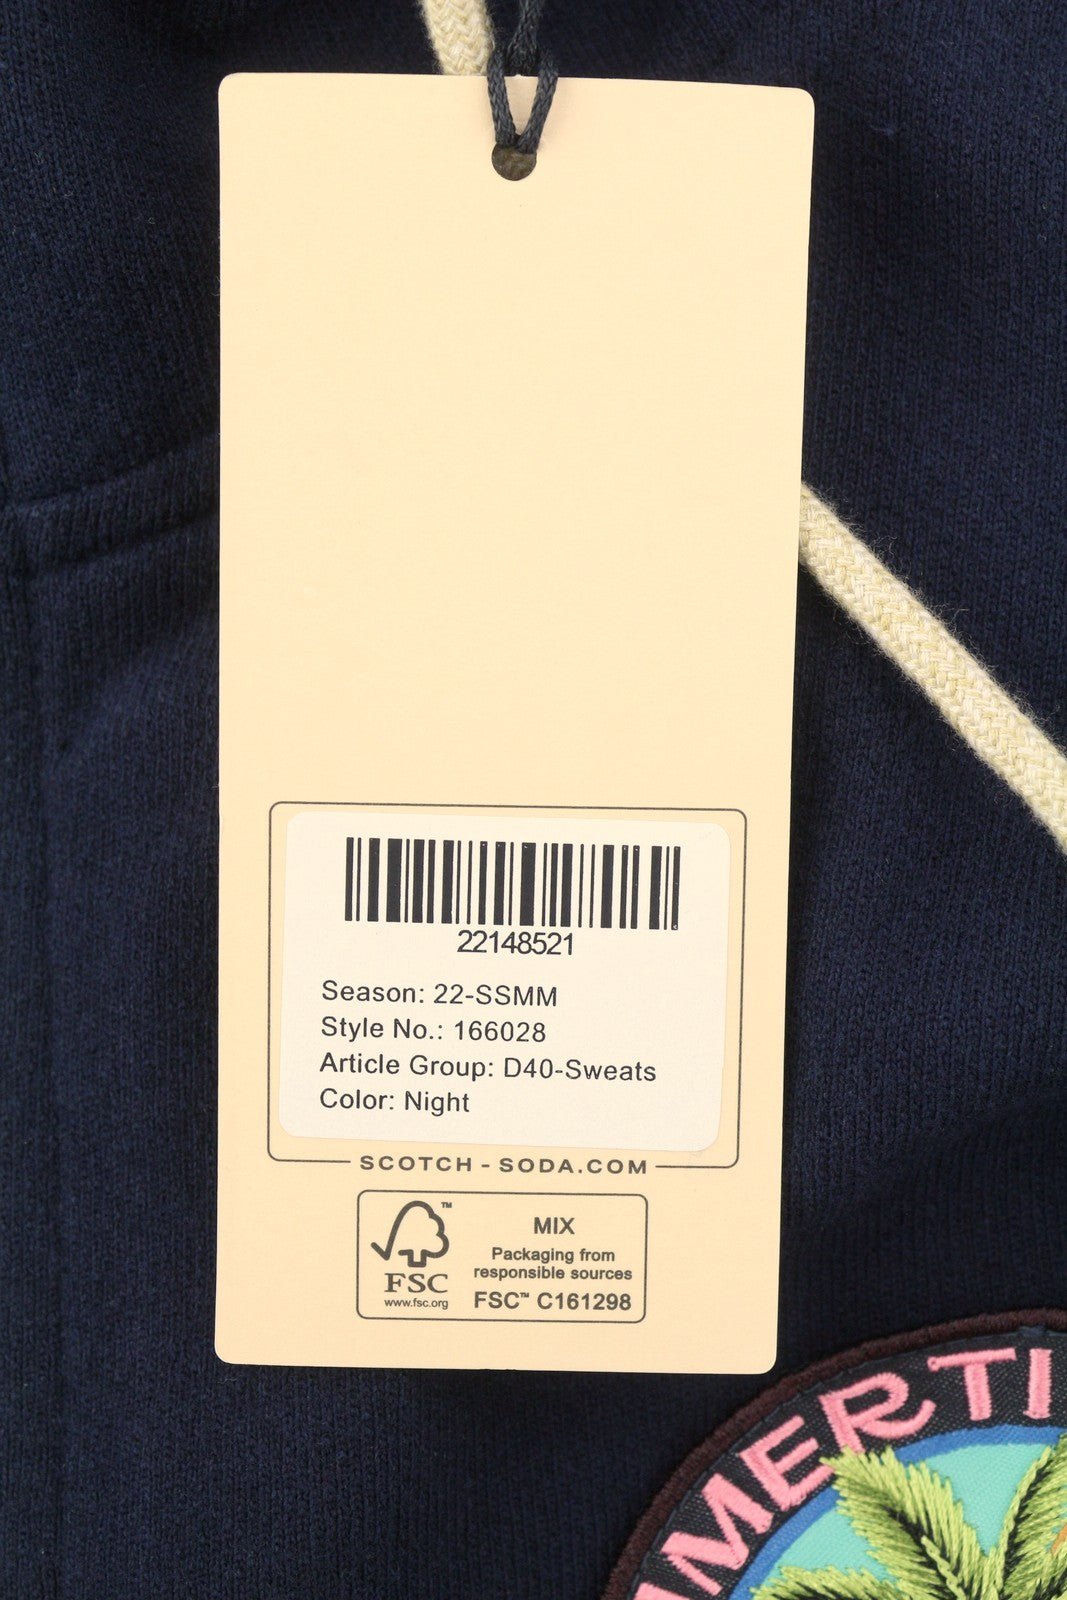 22148521
Season: 22-SSMM
Style No.: 166028
Article Group: D40-Sweats
Color: Night
SCOTCH - SODA.COM
FSC™
www.fsc.org
MIX
Packaging from
responsible sources
FSC™ C161298